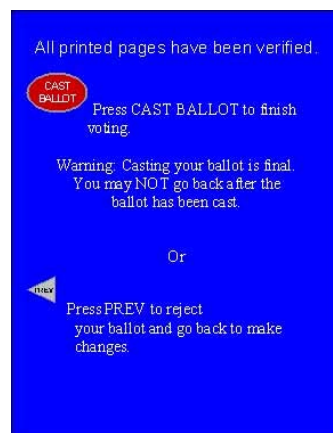 All printed pages have been verified.
CAST
BALLOT
Press CAST BALLOT to finish
voting.
Warning: Casting your ballot is final.
You may NOT go back after the
ballot has been cast.
Or
PREV
Press PREV to reject
your ballot and go back to make
changes.